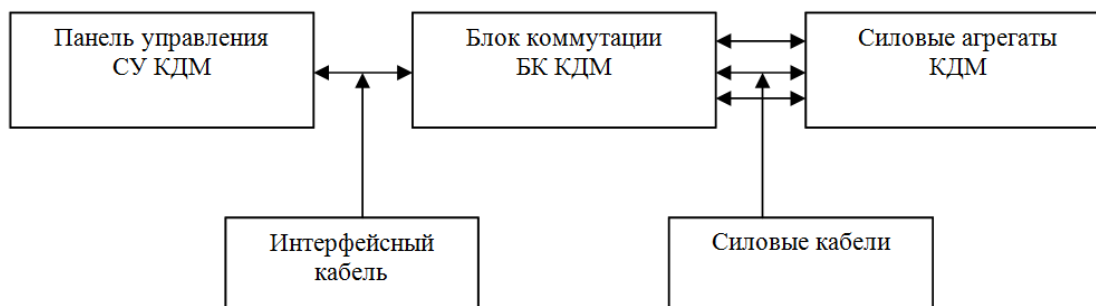 Панель управления
СУ КДМ
Блок коммутации
БК КДМ
Силовые агрегаты
КДМ
Интерфейсный
кабель
Силовые кабели